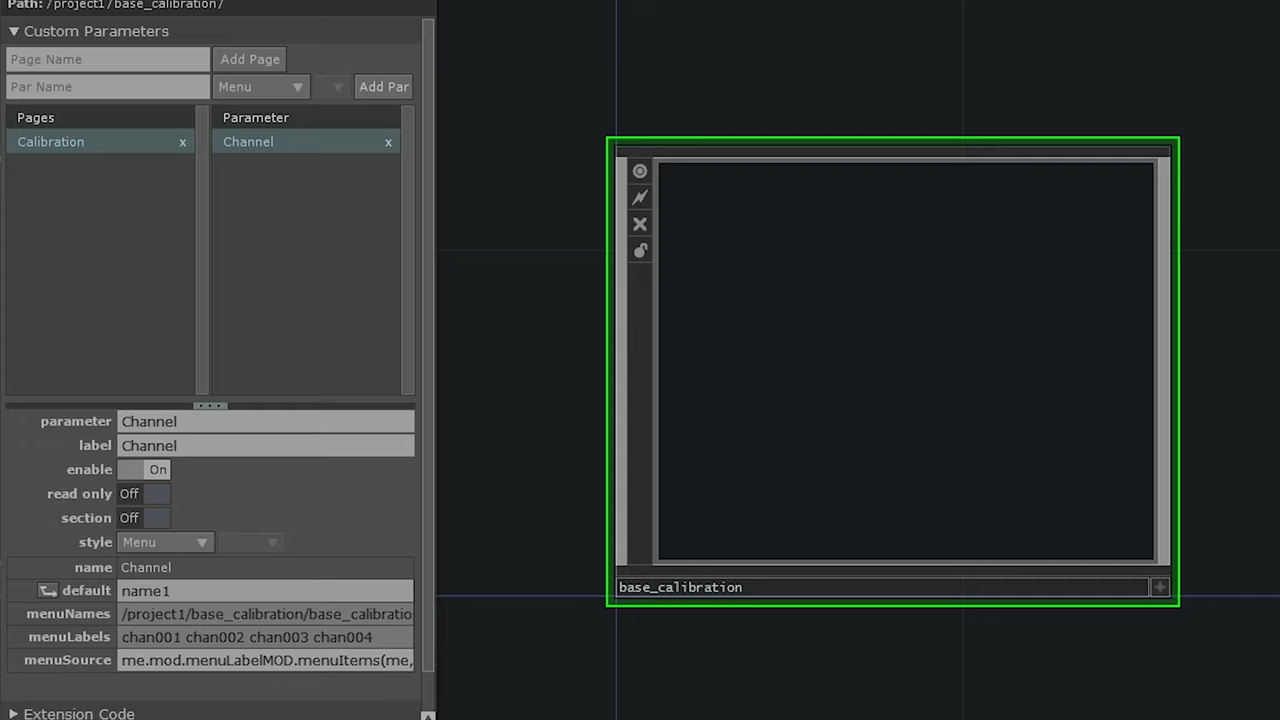 Path: /project1/base_calibration/
Custom Parameters
Page Name Add Page
Par Name Menu Add Par
Pages Parameter
Calibration x Channel x
parameter Channel
label Channel
enable On
read only Off
section Off
style Menu
name Channel
default name1
menuNames /project1/base_calibration/base_calibratio
menuLabels chan001 chan002 chan003 chan004
menuSource me.mod.menuLabelMOD.menuItems(me,
Extension Code
base_calibration